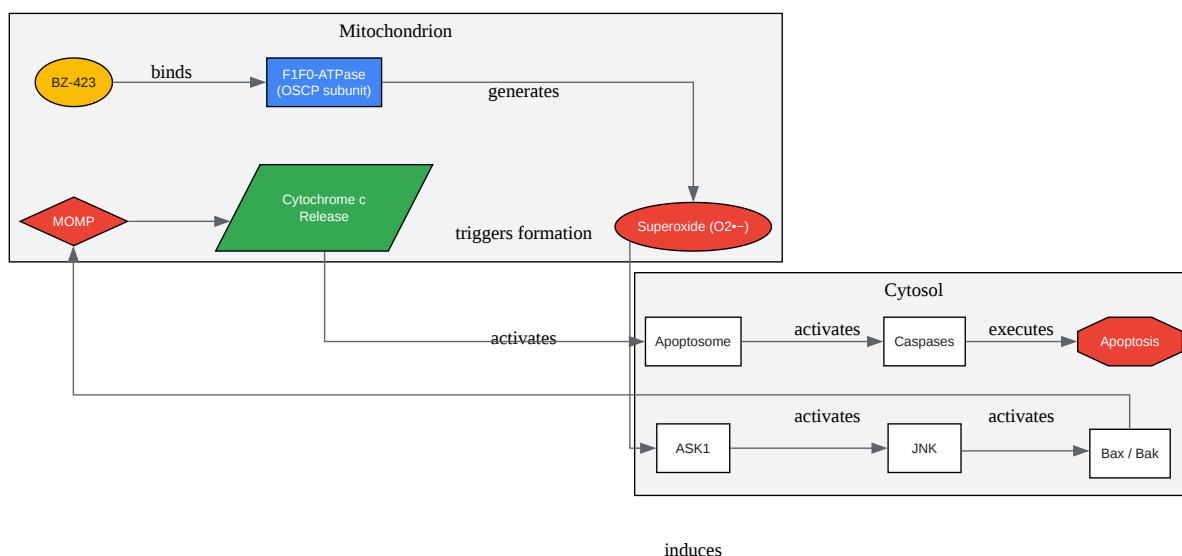 Mitochondrion
BZ-423
binds
F1F0-ATPase
(OSCP subunit)
generates
MOMP
Cytochrome c
Release
triggers formation
Superoxide (O2•−)
Cytosol
activates
Apoptosome
activates
Caspases
executes
Apoptosis
ASK1
activates
JNK
activates
Bax / Bak
induces